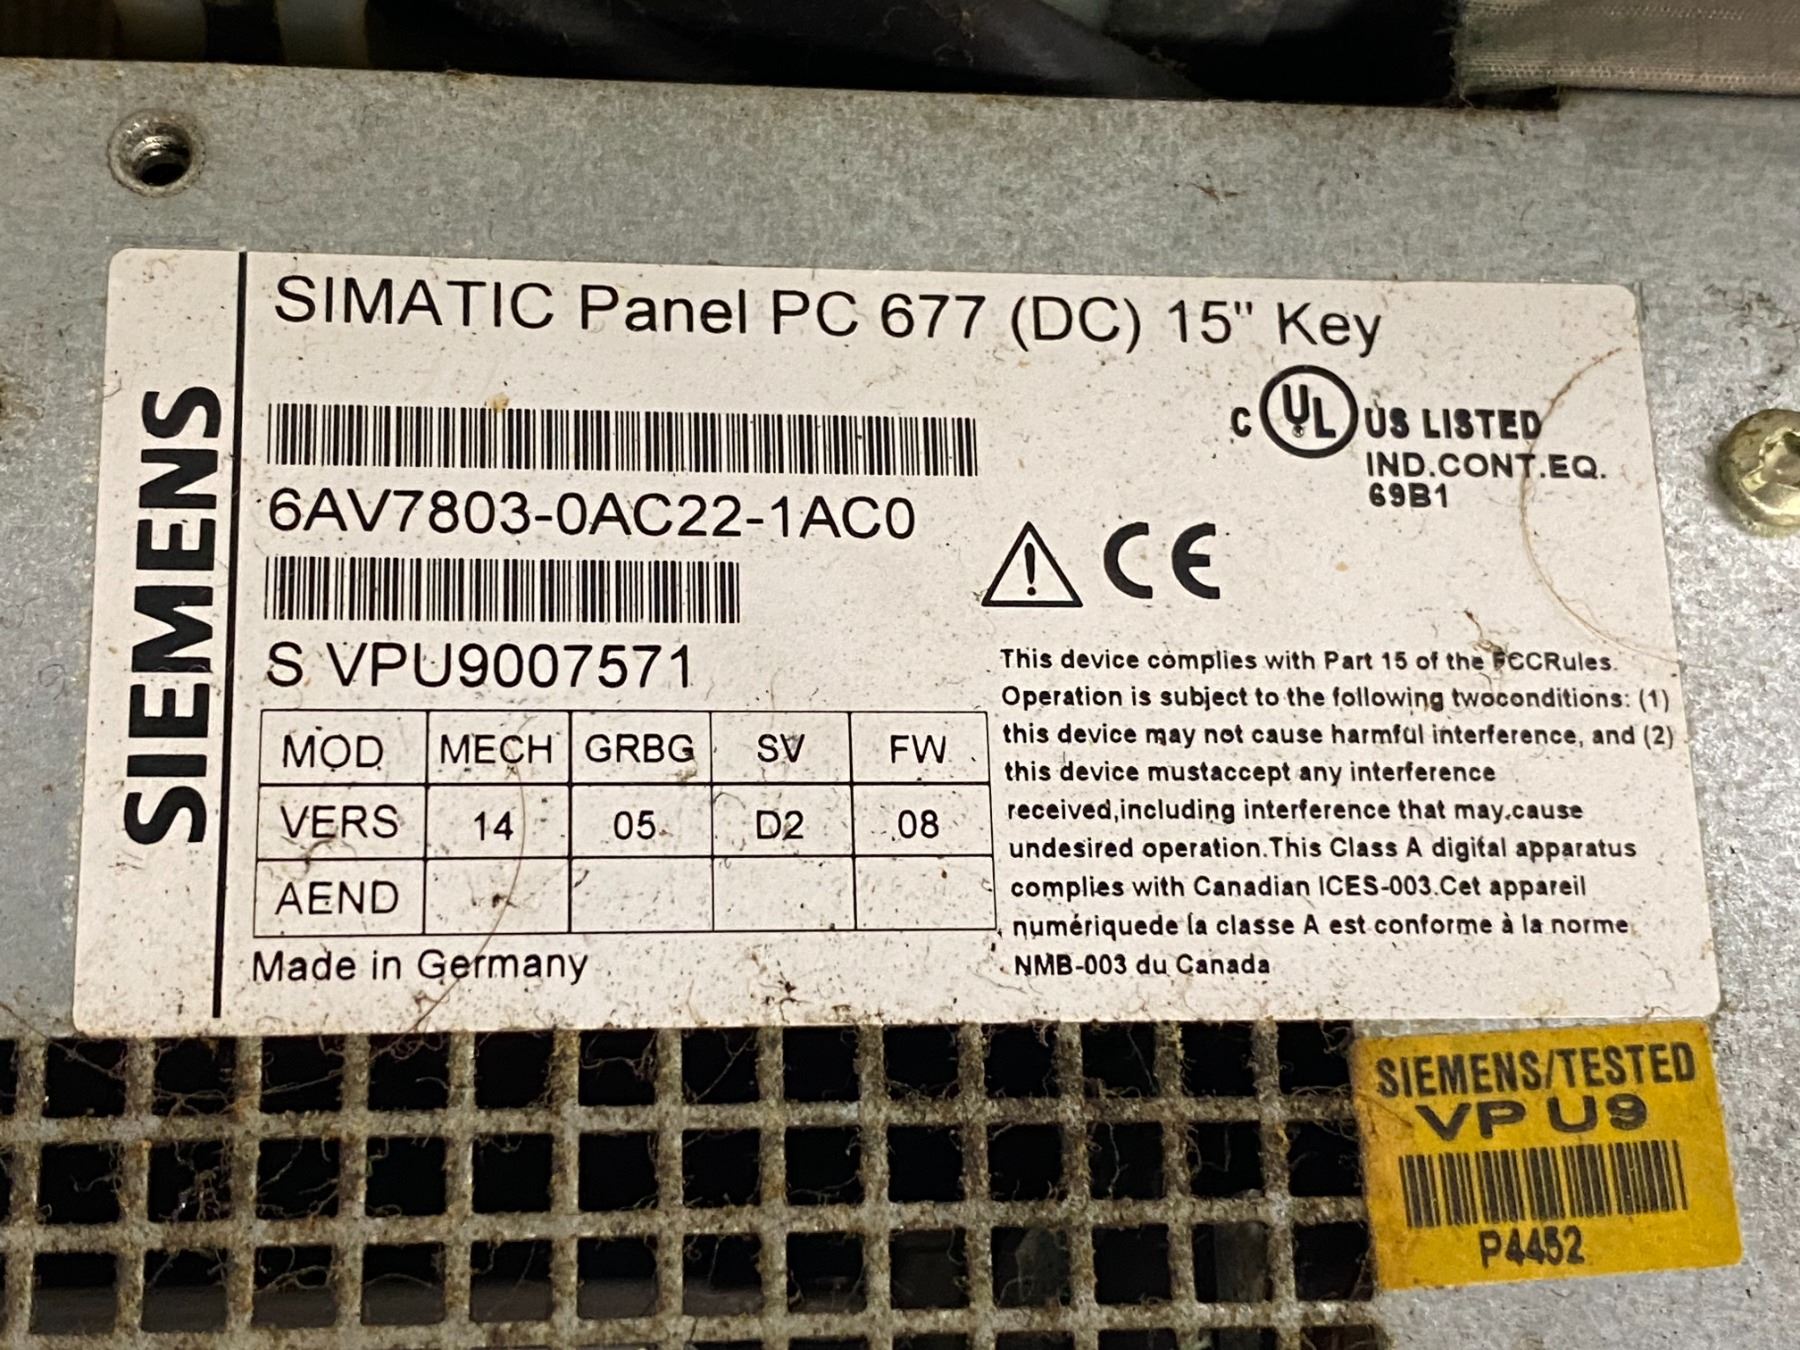 SIEMENS
SIMATIC Panel PC 677 (DC) 15" Key
6AV7803-0AC22-1AC0
S VPU9007571
MOD MECH GRBG SV FW
VERS 14 05 D2 08
AEND
Made in Germany
C UL US LISTED
IND.CONT.EQ.
69B1
CE
This device complies with Part 15 of the FCCRules.
Operation is subject to the following twoconditions: (1)
this device may not cause harmful interference, and (2)
this device mustaccept any interference
received,including interference that may.cause
undesired operation.This Class A digital apparatus
complies with Canadian ICES-003.Cet appareil
numériquede la classe A est conforme à la norme
NMB-003 du Canada
SIEMENS/TESTED
VP U9
P4452